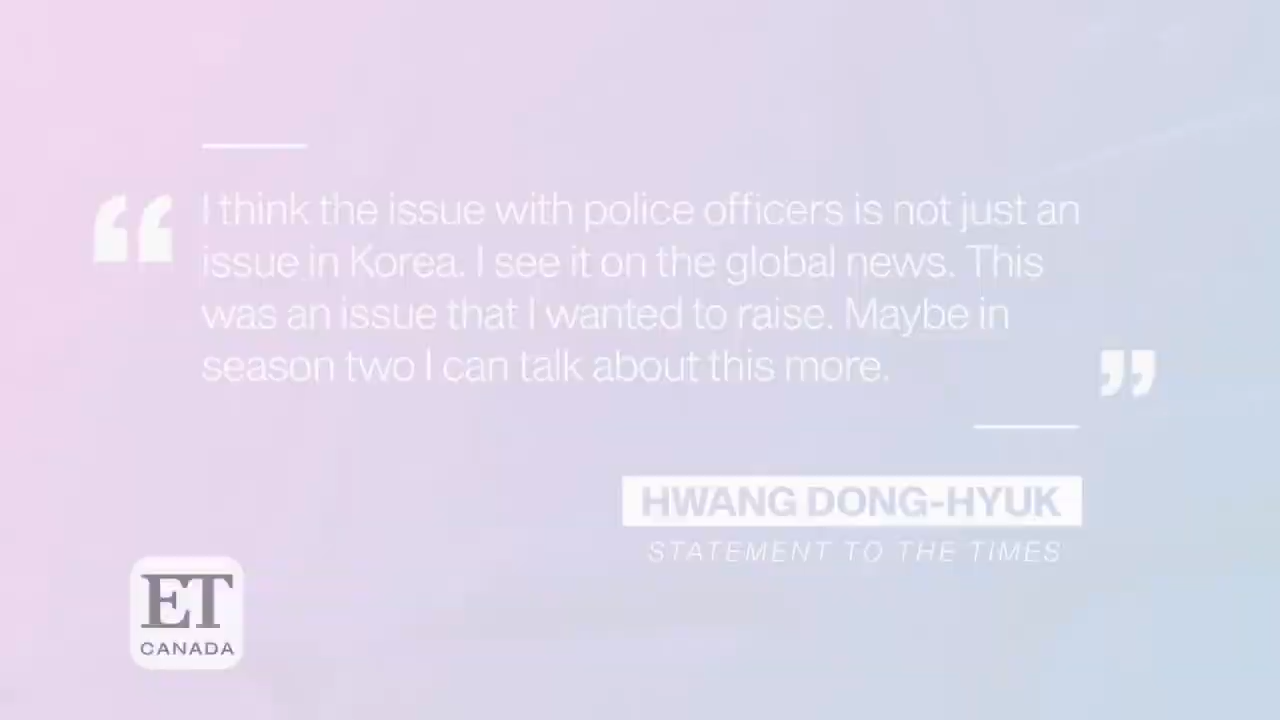 “
I think the issue with police officers is not just an
issue in Korea. I see it on the global news. This
was an issue that I wanted to raise. Maybe in
season two I can talk about this more.
”
HWANG DONG-HYUK
STATEMENT TO THE TIMES
ET
CANADA